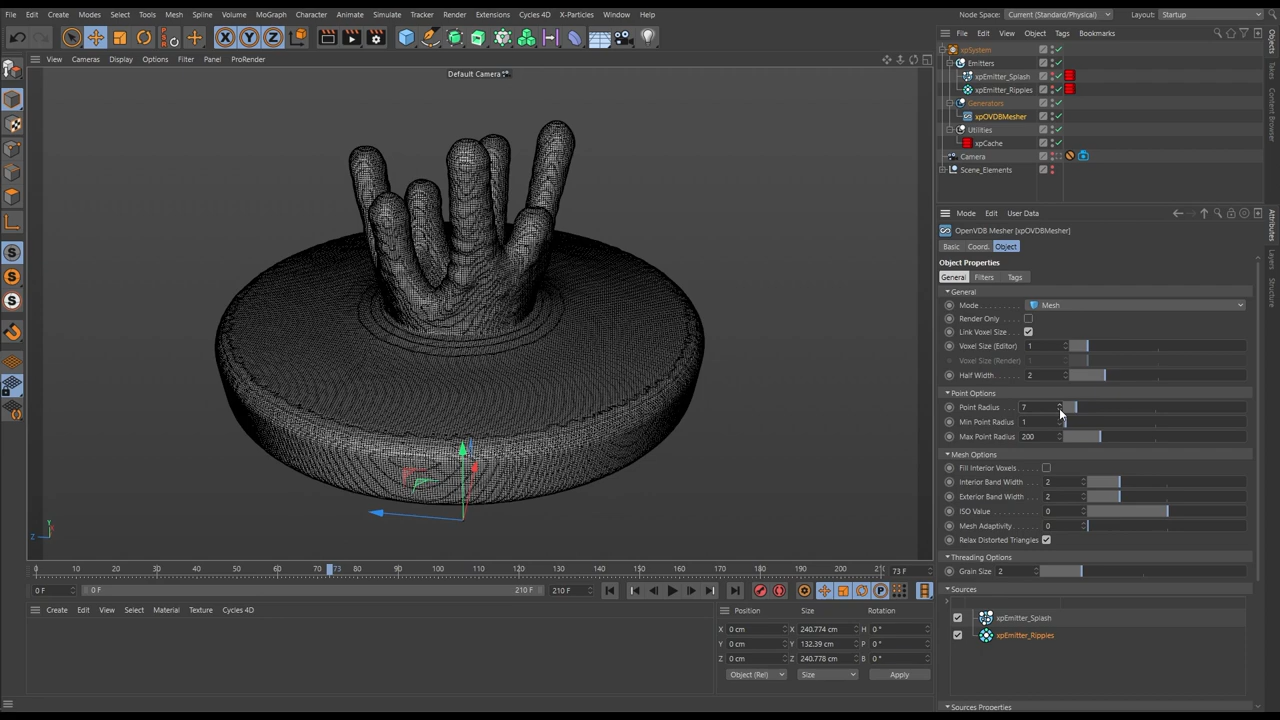 File Edit Create Modes Select Tools Mesh Spline Volume MoGraph Character Animate Simulate Tracker Render Extensions Cycles 4D X-Particles Window Help
Node Space: Current (Standard/Physical) Layout: Startup
File Edit View Object Tags Bookmarks
View Cameras Display Options Filter Panel ProRender
Default Camera
xpSystem
Emitters
xpEmitter_Splash
xpEmitter_Ripples
Generators
xpOVDBMesher
Utilities
xpCache
Camera
Scene_Elements
Objects
Takes
Content Browser
Mode Edit User Data
OpenVDB Mesher [xpOVDBMesher]
Basic Coord. Object
Attributes
Layers
Structure
Object Properties
General Filters Tags
General
Mode Mesh
Render Only
Link Voxel Size
Voxel Size (Editor) 1
Voxel Size (Render) 1
Half Width 2
Point Options
Point Radius 7
Min Point Radius 1
Max Point Radius 200
Mesh Options
Fill Interior Voxels
Interior Band Width 2
Exterior Band Width 2
ISO Value 0
Mesh Adaptivity 0
Relax Distorted Triangles
Threading Options
Grain Size 2
Sources
xpEmitter_Splash
xpEmitter_Ripples
Sources Properties
Y
Z
0 10 20 30 40 50 60 70 73 80 90 100 110 120 130 140 150 160 170 180 190 200 210 73 F
0 F 0 F 210 F 210 F
Create Edit View Select Material Texture Cycles 4D
Position Size Rotation
X 0 cm X 240.774 cm H 0 °
Y 0 cm Y 132.39 cm P 0 °
Z 0 cm Z 240.778 cm B 0 °
Object (Rel) Size Apply